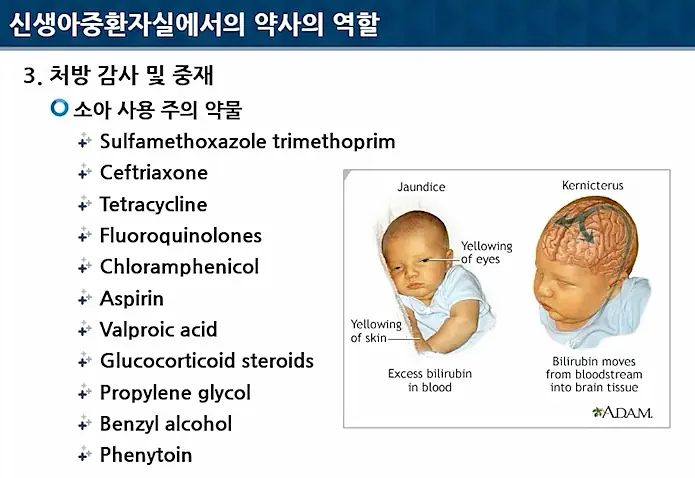 신생아중환자실에서의 약사의 역할
3. 처방 감사 및 중재
소아 사용 주의 약물
Sulfamethoxazole trimethoprim
Ceftriaxone
Tetracycline
Fluoroquinolones
Chloramphenicol
Aspirin
Valproic acid
Glucocorticoid steroids
Propylene glycol
Benzyl alcohol
Phenytoin
Jaundice
Yellowing
of eyes
Yellowing
of skin
Excess bilirubin
in blood
Kernicterus
Bilirubin moves
from bloodstream
into brain tissue
ADAM.